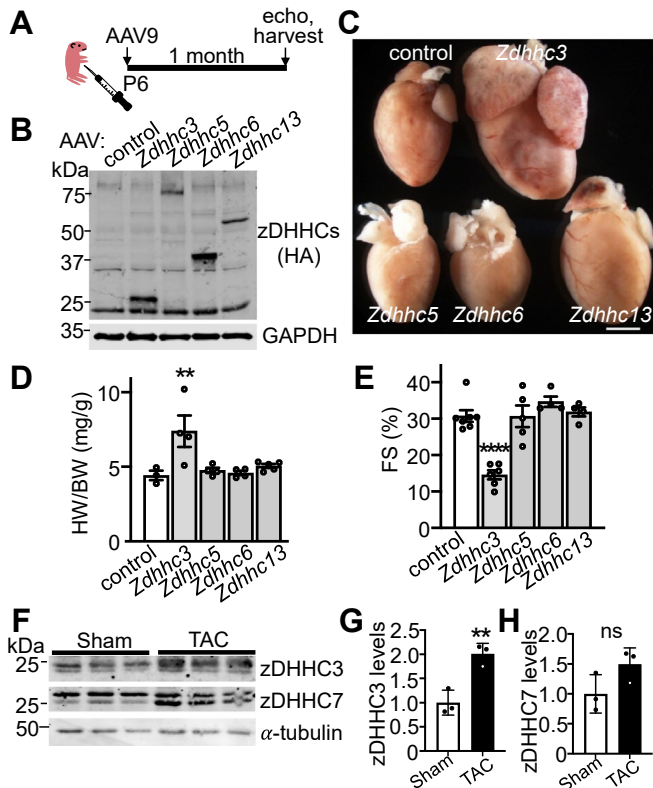 A
AAV9
echo,
harvest
1 month
P6
B
AAV:
control
Zdhhc3
Zdhhc5
Zdhhc6
Zdhhc13
kDa
75
50
37
25
35
zDHHCs
(HA)
GAPDH
C
control
Zdhhc3
Zdhhc5
Zdhhc6
Zdhhc13
D
**
HW/BW (mg/g)
10
5
0
control
Zdhhc3
Zdhhc5
Zdhhc6
Zdhhc13
E
****
FS (%)
40
30
20
10
0
control
Zdhhc3
Zdhhc5
Zdhhc6
Zdhhc13
F
kDa
Sham
TAC
25
zDHHC3
25
zDHHC7
50
α-tubulin
G
**
zDHHC3 levels
2.5
2.0
1.5
1.0
0.5
0.0
Sham
TAC
H
ns
zDHHC7 levels
2.0
1.5
1.0
0.5
0.0
Sham
TAC